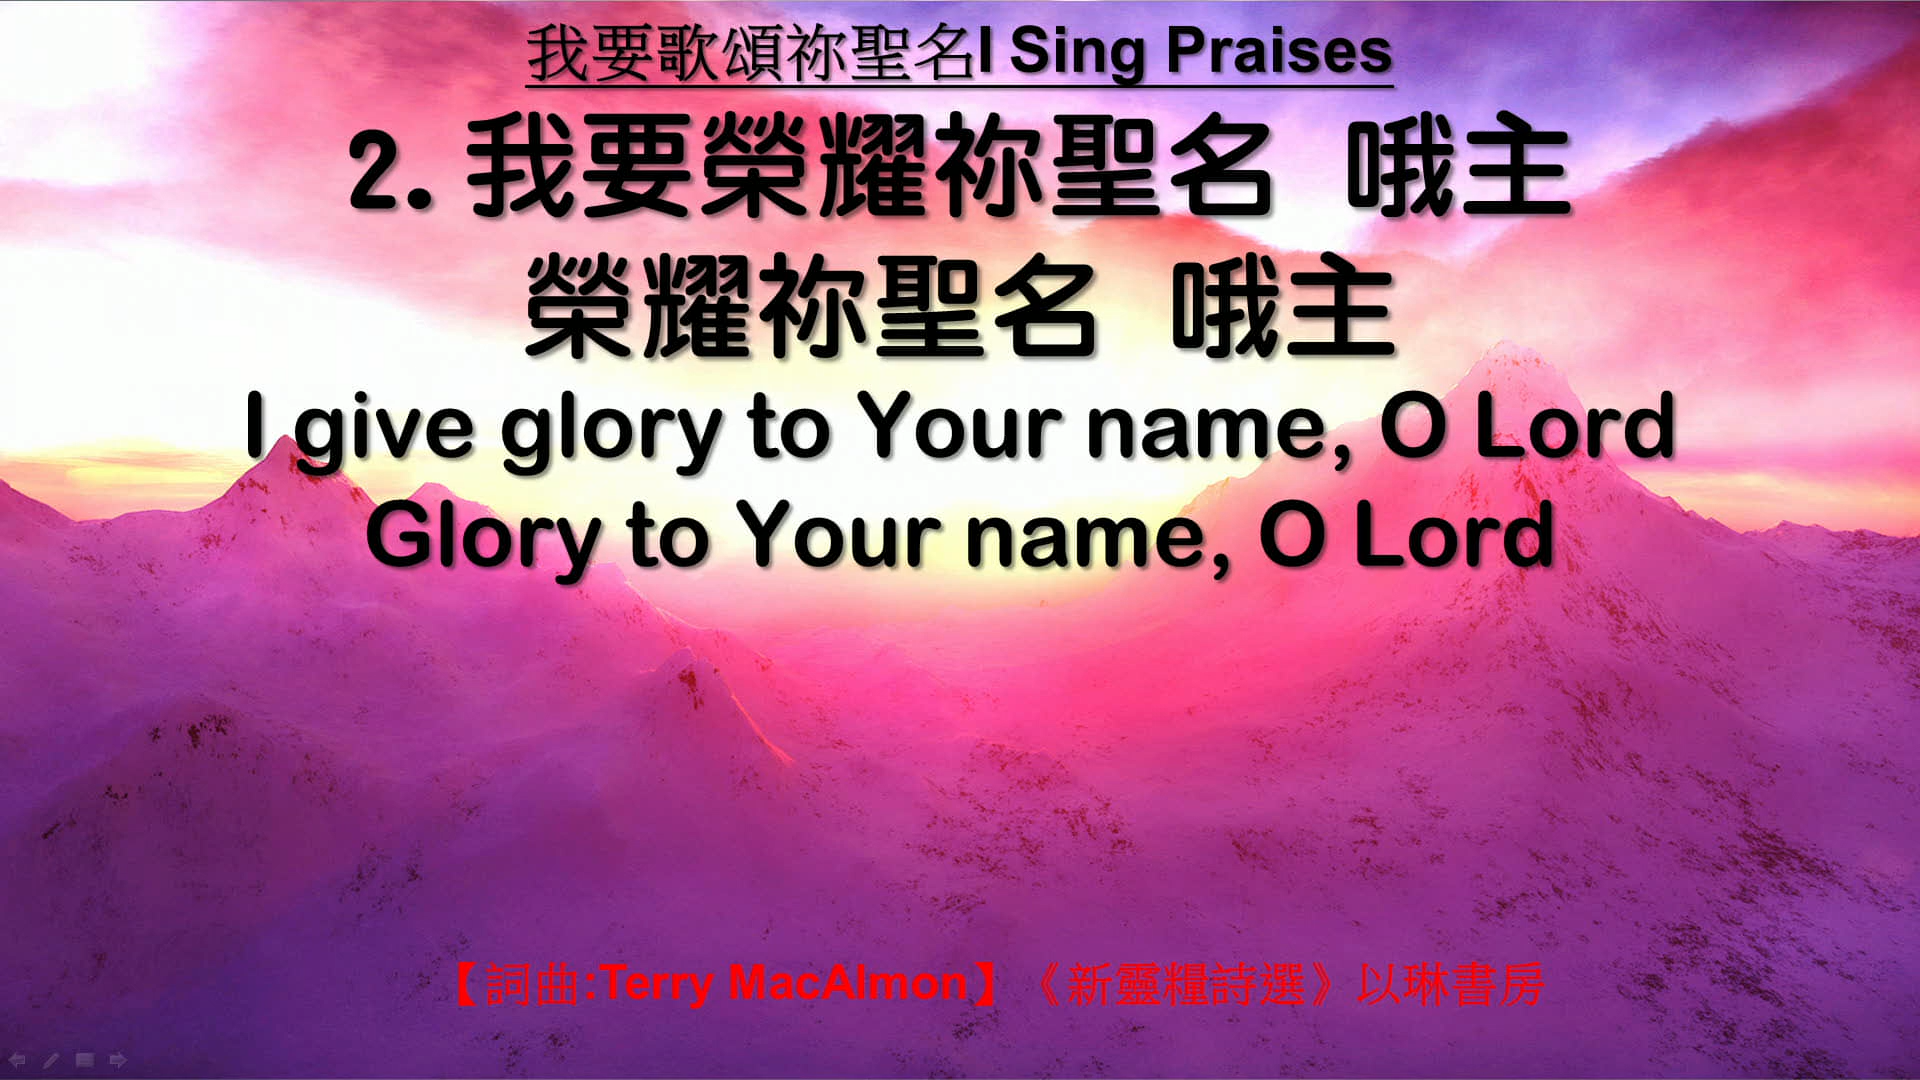 我要歌頌祢聖名I Sing Praises
2.我要榮耀祢聖名 哦主
榮耀祢聖名 哦主
I give glory to Your name, O Lord
Glory to Your name, O Lord
【詞曲:Terry MacAlmon】《新靈糧詩選》以琳書房